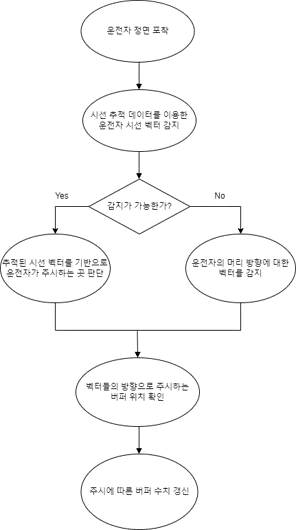 운전자 정면 포착
시선 추적 데이터를 이용한
운전자 시선 벡터 감지
감지가 가능한가?
Yes
No
추적된 시선 벡터를 기반으로
운전자가 주시하는 곳 판단
운전자의 머리 방향에 대한
벡터를 감지
벡터들의 방향으로 주시하는
버퍼 위치 확인
주시에 따른 버퍼 수치 갱신